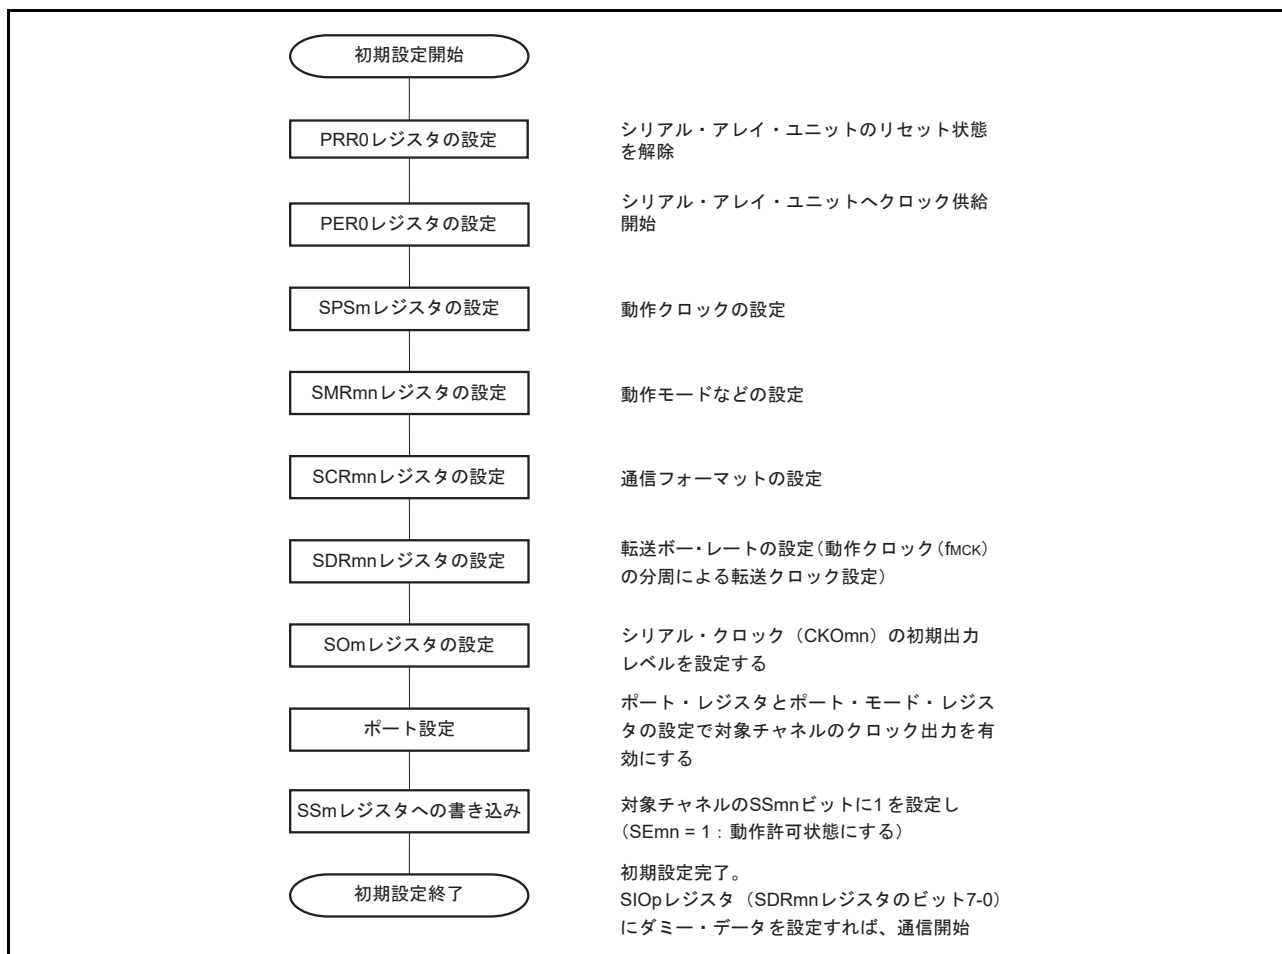 初期設定開始
PRR0レジスタの設定
シリアル・アレイ・ユニットのリセット状態
を解除
PER0レジスタの設定
シリアル・アレイ・ユニットへクロック供給
開始
SPSmレジスタの設定
動作クロックの設定
SMRmnレジスタの設定
動作モードなどの設定
SCRmnレジスタの設定
通信フォーマットの設定
SDRmnレジスタの設定
転送ボー・レートの設定(動作クロック(fMCK)
の分周による転送クロック設定)
SOmレジスタの設定
シリアル・クロック(CKOmn)の初期出力
レベルを設定する
ポート設定
ポート・レジスタとポート・モード・レジス
タの設定で対象チャネルのクロック出力を有
効にする
SSmレジスタへの書き込み
対象チャネルのSSmnビットに1を設定し
(SEmn = 1:動作許可状態にする)
初期設定終了
初期設定完了。
SIOpレジスタ(SDRmnレジスタのビット7-0)
にダミー・データを設定すれば、通信開始